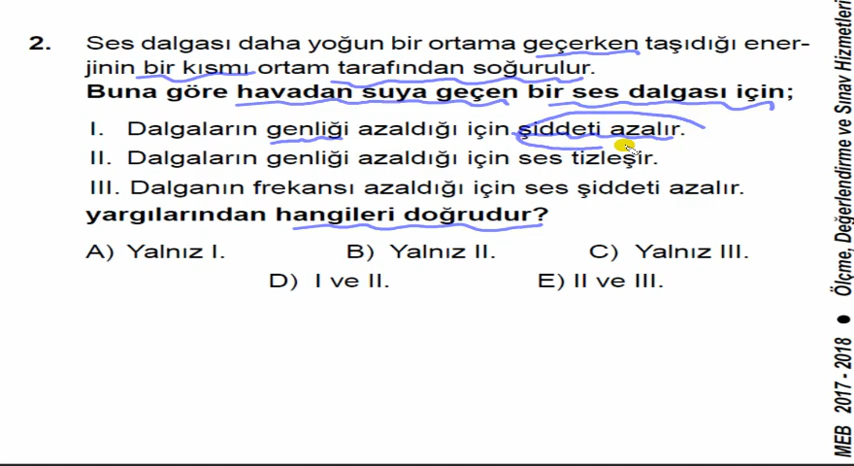 2. Ses dalgası daha yoğun bir ortama geçerken taşıdığı ener-
jinin bir kısmı ortam tarafından soğurulur.
Buna göre havadan suya geçen bir ses dalgası için;
I. Dalgaların genliği azaldığı için şiddeti azalır.
II. Dalgaların genliği azaldığı için ses tizleşir.
III. Dalganın frekansı azaldığı için ses şiddeti azalır.
yargılarından hangileri doğrudur?
A) Yalnız I. B) Yalnız II. C) Yalnız III.
D) I ve II. E) II ve III.
MEB 2017 - 2018 ● Ölçme, Değerlendirme ve Sınav Hizmetleri